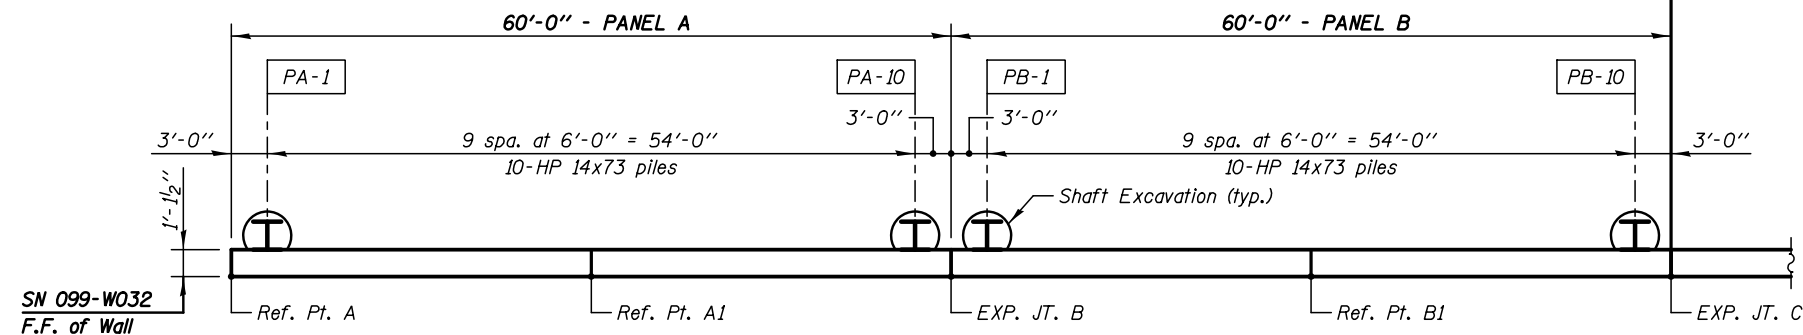 60'-0" - PANEL A
60'-0" - PANEL B
PA-1
PA-10
PB-1
PB-10
3'-0"
3'-0"
3'-0"
9 spa. at 6'-0" = 54'-0"
9 spa. at 6'-0" = 54'-0"
3'-0"
10-HP 14x73 piles
10-HP 14x73 piles
1'-1½"
Shaft Excavation (typ.)
SN 099-W032
F.F. of Wall
Ref. Pt. A
Ref. Pt. A1
EXP. JT. B
Ref. Pt. B1
EXP. JT. C